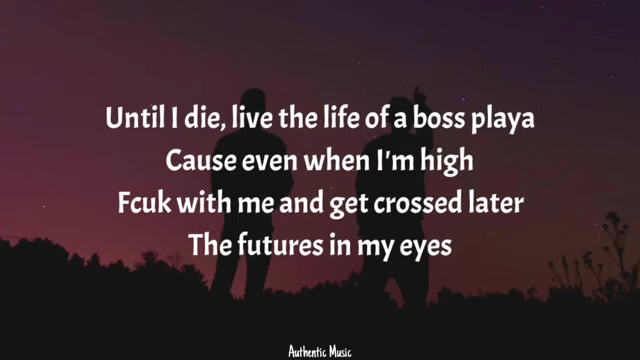 Until I die, live the life of a boss playa
Cause even when I'm high
Fcuk with me and get crossed later
The futures in my eyes
Authentic Music